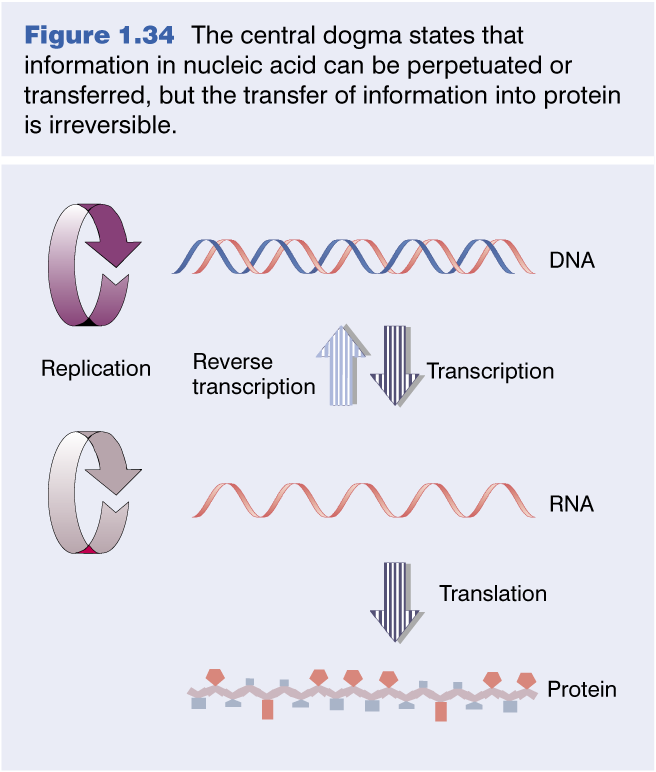 Figure 1.34 The central dogma states that
information in nucleic acid can be perpetuated or
transferred, but the transfer of information into protein
is irreversible.
DNA
Replication
Reverse
transcription
Transcription
RNA
Translation
Protein